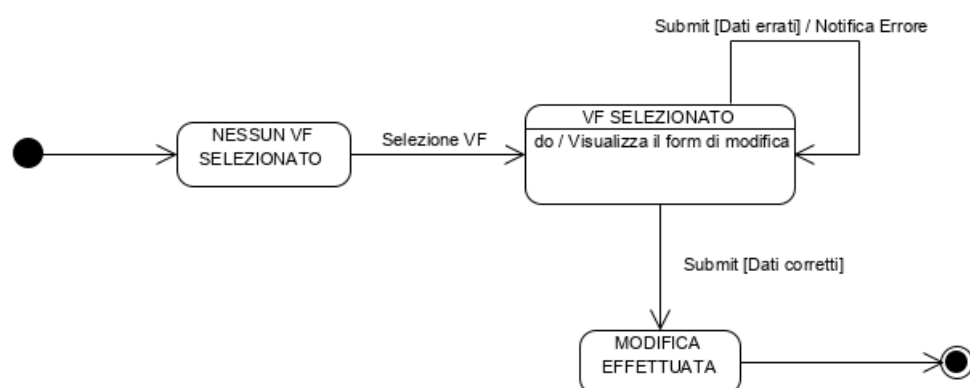 Submit [Dati errati] / Notifica Errore
NESSUN VF
SELEZIONATO
Selezione VF
VF SELEZIONATO
do / Visualizza il form di modifica
Submit [Dati corretti]
MODIFICA
EFFETTUATA